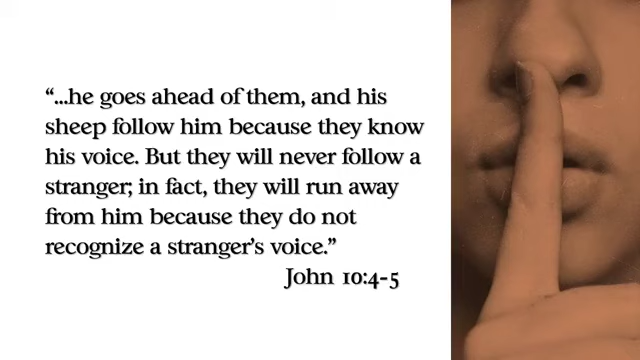 “...he goes ahead of them, and his
sheep follow him because they know
his voice. But they will never follow a
stranger; in fact, they will run away
from him because they do not
recognize a stranger’s voice.”
John 10:4-5